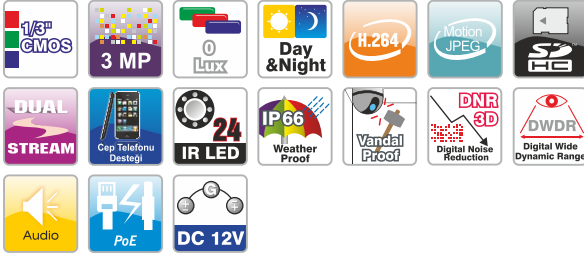 1/3"
CMOS
3 MP
0
Lux
Day
&Night
H.264
Motion
JPEG
SD
HC
DUAL
STREAM
Cep Telefonu
Desteği
24
IR LED
IP66
Weather
Proof
Vandal
Proof
DNR
3D
Digital Noise
Reduction
DWDR
Digital Wide
Dynamic Range
Audio
PoE
G
DC 12V